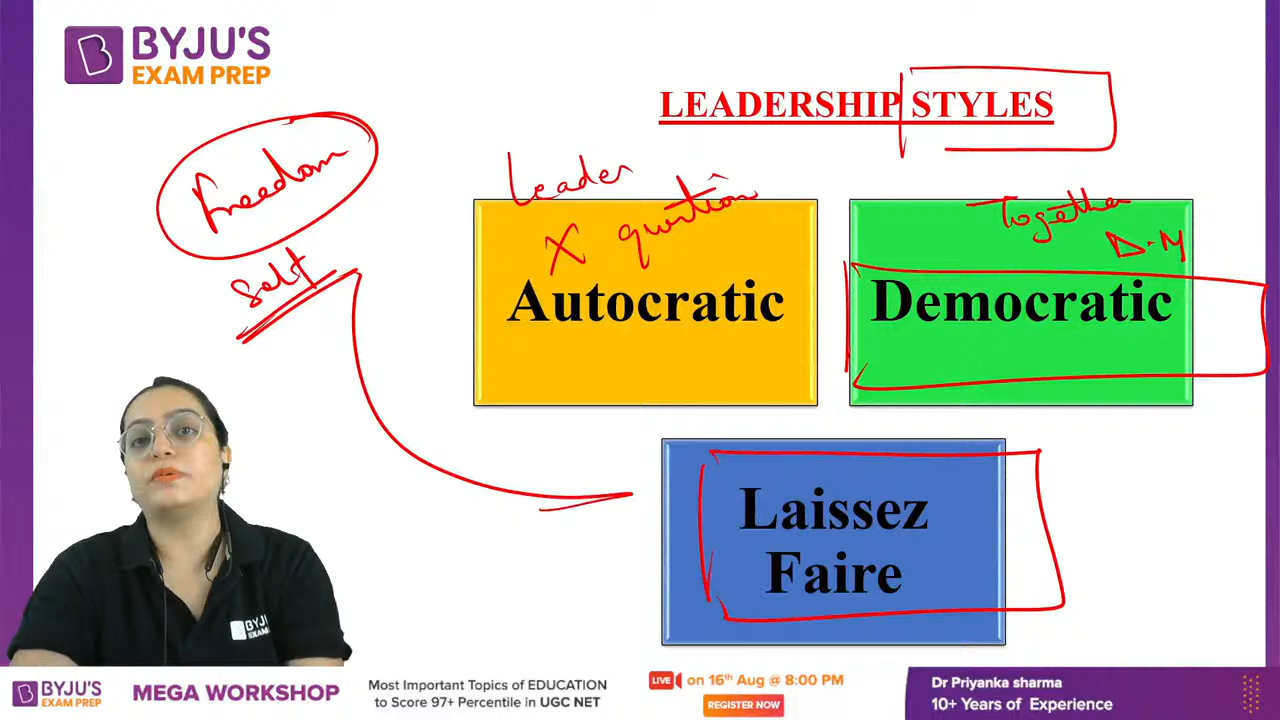 BYJU'S
EXAM PREP
LEADERSHIP STYLES
Freedom
Self
Leader
X question
Together
D.M
Autocratic
Democratic
Laissez
Faire
BYJU'S
EXAM
BYJU'S
EXAM PREP
MEGA WORKSHOP
Most Important Topics of EDUCATION
to Score 97+ Percentile in UGC NET
LIVE on 16th Aug @ 8:00 PM
REGISTER NOW
Dr Priyanka sharma
10+ Years of Experience